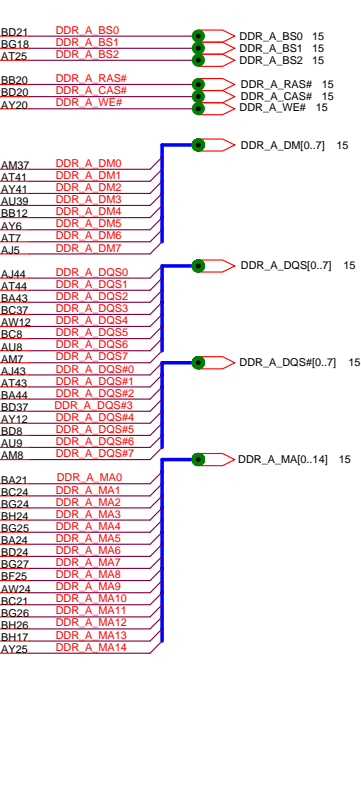 BD21 DDR_A_BS0 DDR_A_BS0 15
BG18 DDR_A_BS1 DDR_A_BS1 15
AT25 DDR_A_BS2 DDR_A_BS2 15
BB20 DDR_A_RAS# DDR_A_RAS# 15
BD20 DDR_A_CAS# DDR_A_CAS# 15
AY20 DDR_A_WE# DDR_A_WE# 15
DDR_A_DM[0..7] 15
AM37 DDR_A_DM0
AT41 DDR_A_DM1
AY41 DDR_A_DM2
AU39 DDR_A_DM3
BB12 DDR_A_DM4
AY6 DDR_A_DM5
AT7 DDR_A_DM6
AJ5 DDR_A_DM7
DDR_A_DQS[0..7] 15
AJ44 DDR_A_DQS0
AT44 DDR_A_DQS1
BA43 DDR_A_DQS2
BC37 DDR_A_DQS3
AW12 DDR_A_DQS4
BC8 DDR_A_DQS5
AU8 DDR_A_DQS6
AM7 DDR_A_DQS7
DDR_A_DQS#[0..7] 15
AJ43 DDR_A_DQS#0
AT43 DDR_A_DQS#1
BA44 DDR_A_DQS#2
BD37 DDR_A_DQS#3
AY12 DDR_A_DQS#4
BD8 DDR_A_DQS#5
AU9 DDR_A_DQS#6
AM8 DDR_A_DQS#7
DDR_A_MA[0..14] 15
BA21 DDR_A_MA0
BC24 DDR_A_MA1
BG24 DDR_A_MA2
BH24 DDR_A_MA3
BG25 DDR_A_MA4
BA24 DDR_A_MA5
BD24 DDR_A_MA6
BG27 DDR_A_MA7
BF25 DDR_A_MA8
AW24 DDR_A_MA9
BC21 DDR_A_MA10
BG26 DDR_A_MA11
BH26 DDR_A_MA12
BH17 DDR_A_MA13
AY25 DDR_A_MA14